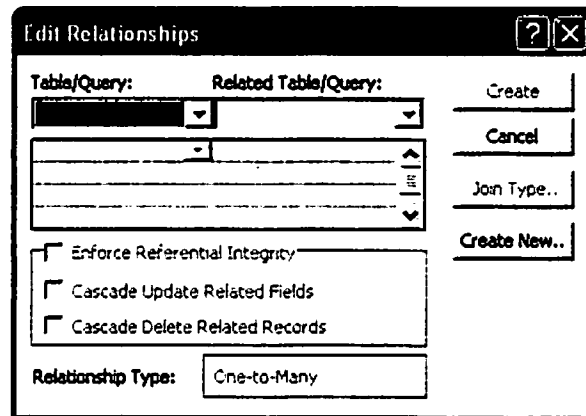 Edit Relationships
Table/Query: Related Table/Query:
Create
Cancel
Join Type..
Create New..
Enforce Referential Integrity
Cascade Update Related Fields
Cascade Delete Related Records
Relationship Type: One-to-Many